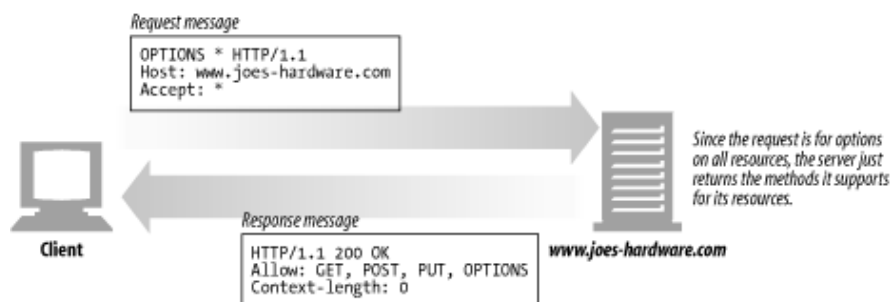 Request message
OPTIONS * HTTP/1.1
Host: www.joes-hardware.com
Accept: *
Since the request is for options
on all resources, the server just
returns the methods it supports
for its resources.
Response message
Client
www.joes-hardware.com
HTTP/1.1 200 OK
Allow: GET, POST, PUT, OPTIONS
Context-length: 0